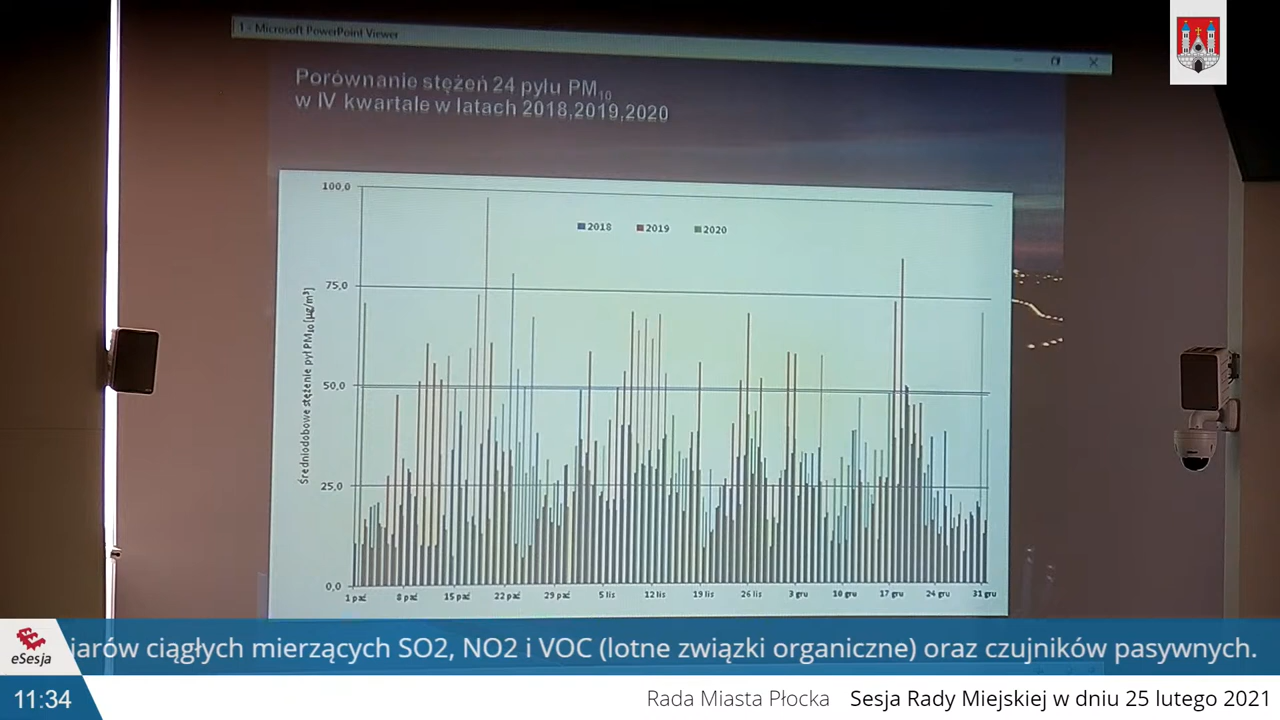 1 - Microsoft PowerPoint Viewer
Porównanie stężeń 24 pyłu PM10
w IV kwartale w latach 2018,2019,2020
100,0
2018 2019 2020
75,0
50,0
25,0
0,0
Średniodobowe stężenie pył PM10 [µg/m³]
1 paź 8 paź 15 paź 22 paź 29 paź 5 lis 12 lis 19 lis 26 lis 3 gru 10 gru 17 gru 24 gru 31 gru
eSesja
iarów ciągłych mierzących SO2, NO2 i VOC (lotne związki organiczne) oraz czujników pasywnych.
11:34
Rada Miasta Płocka Sesja Rady Miejskiej w dniu 25 lutego 2021